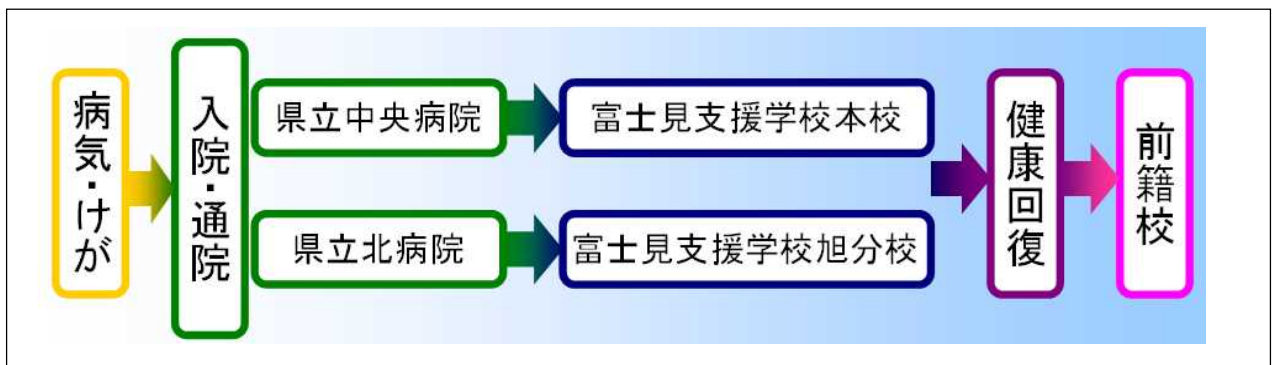 病気・けが
入院・通院
県立中央病院
富士見支援学校本校
県立北病院
富士見支援学校旭分校
健康回復
前籍校